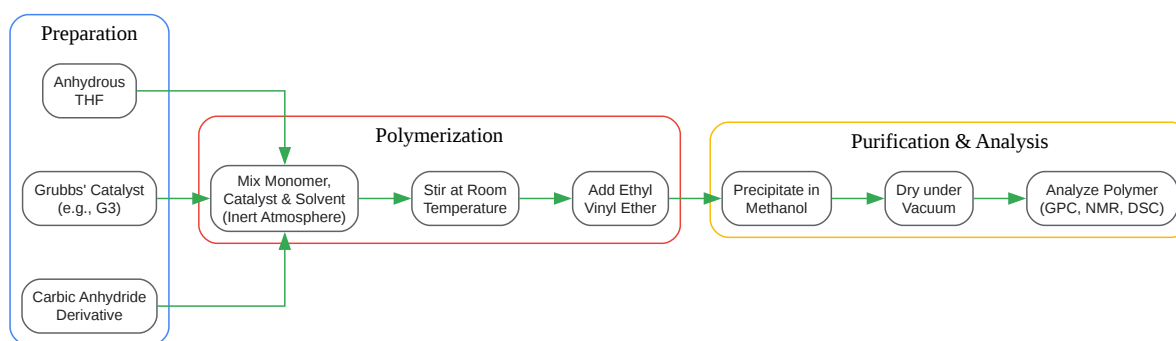 Preparation
Anhydrous
THF
Grubbs' Catalyst
(e.g., G3)
Carbic Anhydride
Derivative
Polymerization
Mix Monomer,
Catalyst & Solvent
(Inert Atmosphere)
Stir at Room
Temperature
Add Ethyl
Vinyl Ether
Purification & Analysis
Precipitate in
Methanol
Dry under
Vacuum
Analyze Polymer
(GPC, NMR, DSC)